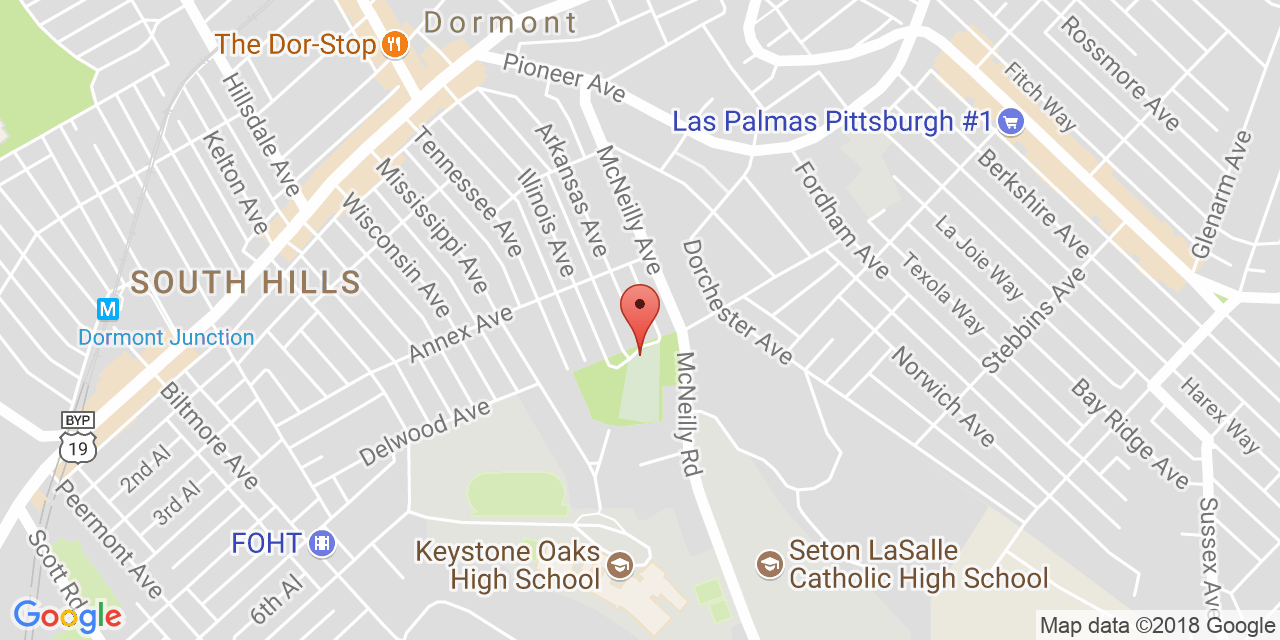 Dormont
The Dor-Stop
Pioneer Ave
Rossmore Ave
Fitch Way
Hillsdale Ave
Las Palmas Pittsburgh #1
Kelton Ave
Tennessee Ave
Arkansas Ave
McNeilly Ave
Glenarm Ave
Mississippi Ave
Illinois Ave
Fordham Ave
Berkshire Ave
Wisconsin Ave
La Joie Way
Texola Way
SOUTH HILLS
M
Dormont Junction
Annex Ave
Dorchester Ave
Stebbins Ave
McNeilly Rd
Norwich Ave
Bay Ridge Ave
Harex Way
BYP
19
Biltmore Ave
Delwood Ave
2nd Al
3rd Al
Peermont Ave
Scott Rd
Sussex Ave
FOHT
Keystone Oaks
High School
Seton LaSalle
Catholic High School
6th Al
Google
Map data ©2018 Google